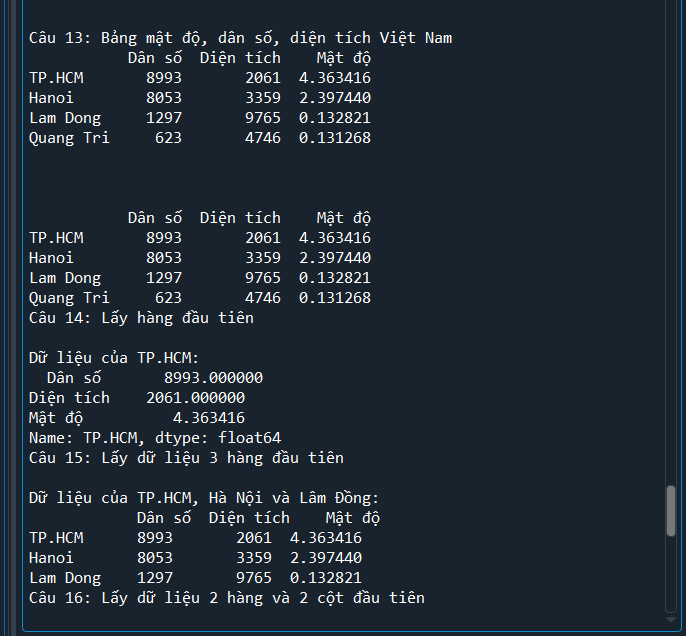 Câu 13: Bảng mật độ, dân số, diện tích Việt Nam
           Dân số  Diện tích    Mật độ
TP.HCM       8993       2061  4.363416
Hanoi        8053       3359  2.397440
Lam Dong     1297       9765  0.132821
Quang Tri     623       4746  0.131268
           Dân số  Diện tích    Mật độ
TP.HCM       8993       2061  4.363416
Hanoi        8053       3359  2.397440
Lam Dong     1297       9765  0.132821
Quang Tri     623       4746  0.131268
Câu 14: Lấy hàng đầu tiên
Dữ liệu của TP.HCM:
  Dân số       8993.000000
Diện tích    2061.000000
Mật độ          4.363416
Name: TP.HCM, dtype: float64
Câu 15: Lấy dữ liệu 3 hàng đầu tiên
Dữ liệu của TP.HCM, Hà Nội và Lâm Đồng:
            Dân số  Diện tích    Mật độ
TP.HCM      8993       2061  4.363416
Hanoi       8053       3359  2.397440
Lam Dong    1297       9765  0.132821
Câu 16: Lấy dữ liệu 2 hàng và 2 cột đầu tiên